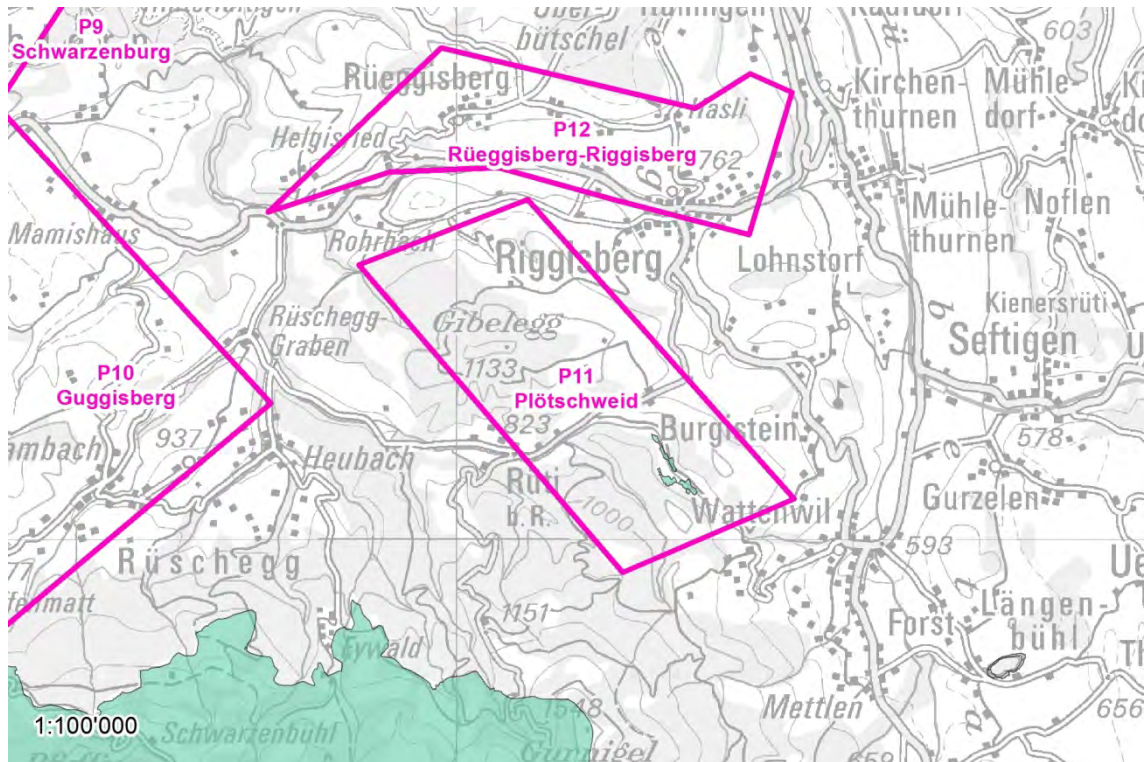 P9
Schwarzenburg
bütschel
603
Rüeggisberg
Kirchen-
thurnen
Mühle-
dorf
Helgisried
P12
Rüeggisberg-Riggisberg
762
Noflen
Mamishaus
Mühle-
thurnen
Rohrbach
Riggisberg
Lohnstorf
Kienersrüti
Rüschegg-
Graben
Gibelegg
1133
Seftigen
P10
Guggisberg
P11
Plötschweid
937
823
Burgistein
578
Heubach
Rüti
b.R.
1000
Wattenwil
Gurzelen
593
Rüschegg
1151
Forst
Längen-
bühl
Eywald
1:100'000
Schwarzenbühl
1548
Gurnigel
Mettlen
659
656